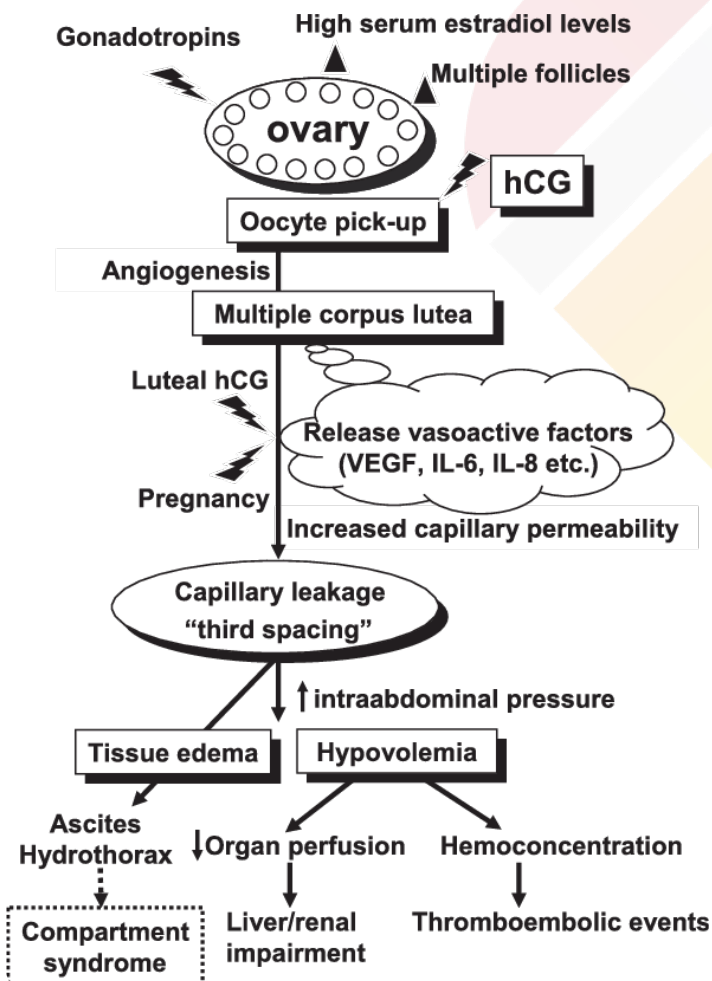 High serum estradiol levels
Gonadotropins
Multiple follicles
ovary
hCG
Oocyte pick-up
Angiogenesis
Multiple corpus lutea
Luteal hCG
Release vasoactive factors
(VEGF, IL-6, IL-8 etc.)
Pregnancy
Increased capillary permeability
Capillary leakage
“third spacing”
↑ intraabdominal pressure
Tissue edema
Hypovolemia
Ascites
Hydrothorax
↓Organ perfusion
Hemoconcentration
Compartment
syndrome
Liver/renal
impairment
Thromboembolic events